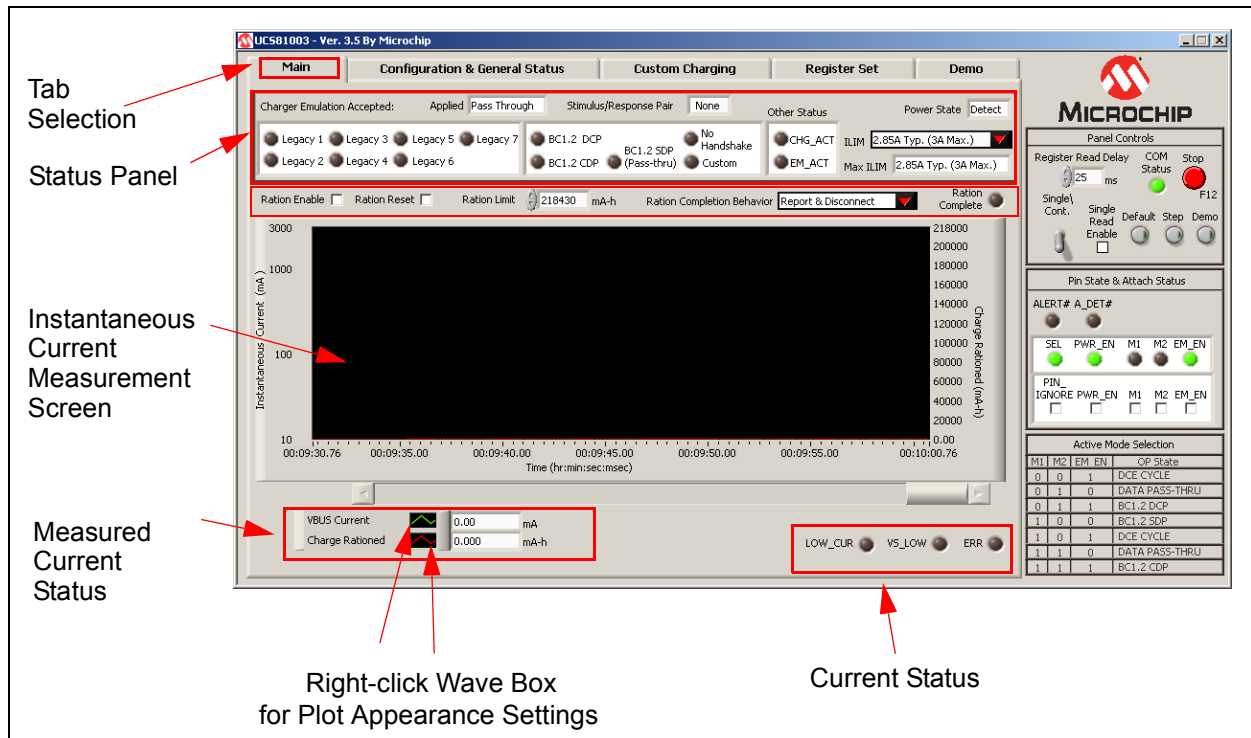 UCS81003 - Ver. 3.5 By Microchip
Main
Configuration & General Status
Custom Charging
Register Set
Demo
Tab
Selection
Status Panel
Instantaneous
Current
Measurement
Screen
Measured
Current
Status
Charger Emulation Accepted:
Applied Pass Through
Stimulus/Response Pair None
Other Status
Power State Detect
Legacy 1 Legacy 3 Legacy 5 Legacy 7
Legacy 2 Legacy 4 Legacy 6
BC1.2 DCP
BC1.2 CDP
BC1.2 SDP
(Pass-thru)
No
Handshake
Custom
CHG_ACT
EM_ACT
ILIM 2.85A Typ. (3A Max.)
Max ILIM 2.85A Typ. (3A Max.)
Ration Enable Ration Reset Ration Limit 218430 mA-h Ration Completion Behavior Report & Disconnect
Ration
Complete
Instantaneous Current (mA)
3000
1000
100
10
218000
200000
180000
160000
140000
120000
100000
80000
60000
40000
20000
0.00
Charge Rationed (mA-h)
00:09:30.76 00:09:35.00 00:09:40.00 00:09:45.00 00:09:50.00 00:09:55.00 00:10:00.76
Time (hr:min:sec:msec)
VBUS Current 0.00 mA
Charge Rationed 0.000 mA-h
LOW_CUR VS_LOW ERR
MICROCHIP
Panel Controls
Register Read Delay
25 ms
COM
Status
Stop
F12
Single\
Cont.
Single
Read
Enable
Default Step Demo
Pin State & Attach Status
ALERT# A_DET#
SEL PWR_EN M1 M2 EM_EN
PIN_
IGNORE PWR_EN M1 M2 EM_EN
Active Mode Selection
M1 M2 EM_EN OP State
0 0 1 DCE CYCLE
0 1 0 DATA PASS-THRU
0 1 1 BC1.2 DCP
1 0 0 BC1.2 SDP
1 0 1 DCE CYCLE
1 1 0 DATA PASS-THRU
1 1 1 BC1.2 CDP
Right-click Wave Box
for Plot Appearance Settings
Current Status